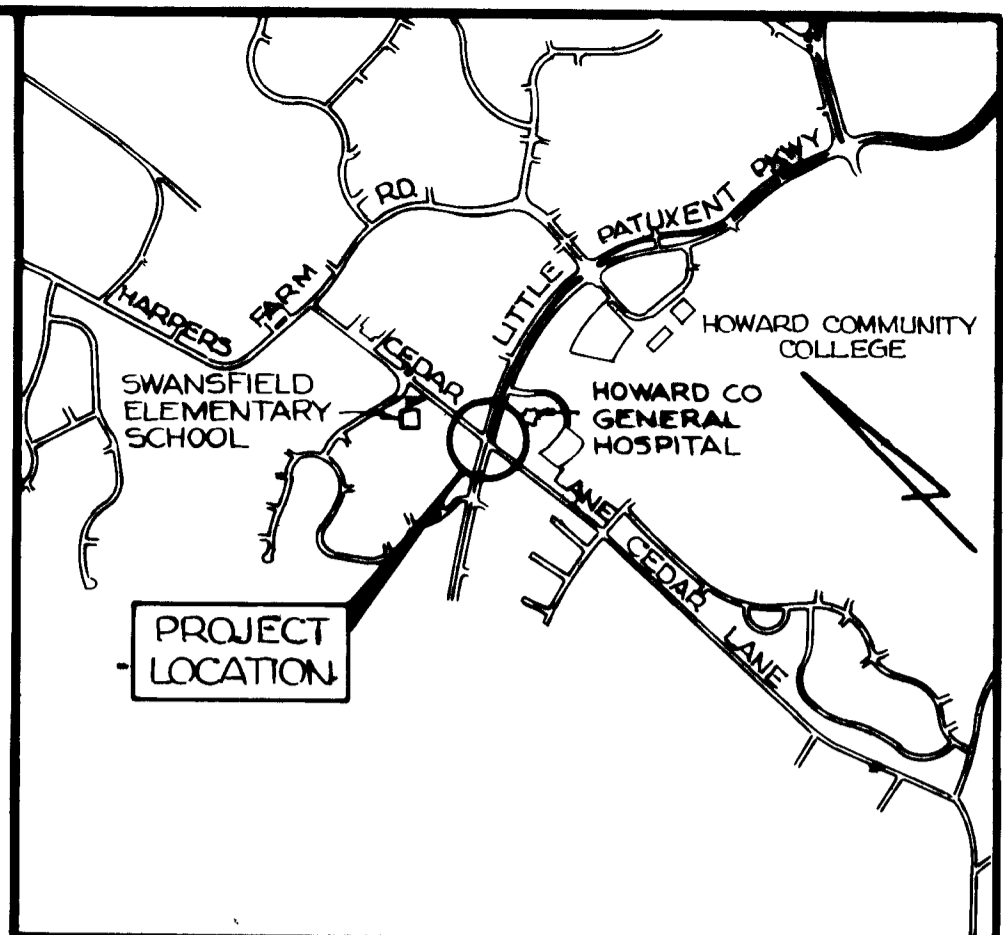 HARPERS FARM RD.
LITTLE PATUXENT PKWY
HOWARD COMMUNITY
COLLEGE
CEDAR LANE
SWANSFIELD
ELEMENTARY
SCHOOL
HOWARD CO
GENERAL
HOSPITAL
CEDAR LANE
PROJECT
LOCATION